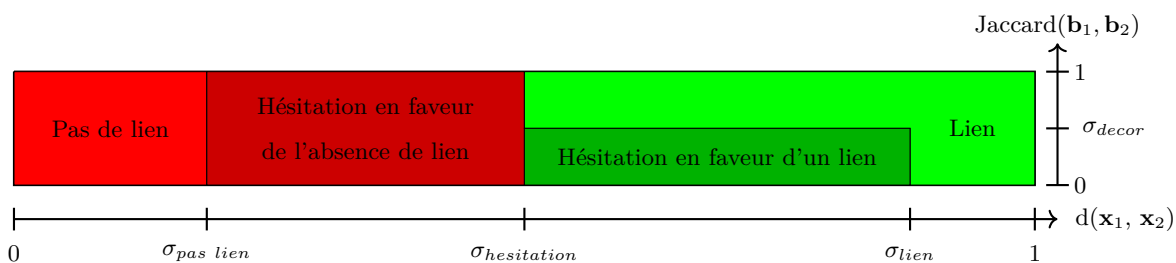 Jaccard(b₁, b₂)
1
Pas de lien
Hésitation en faveur
de l'absence de lien
Lien
σ_decor
Hésitation en faveur d'un lien
0
d(x₁, x₂)
0
σ_pas lien
σ_hesitation
σ_lien
1